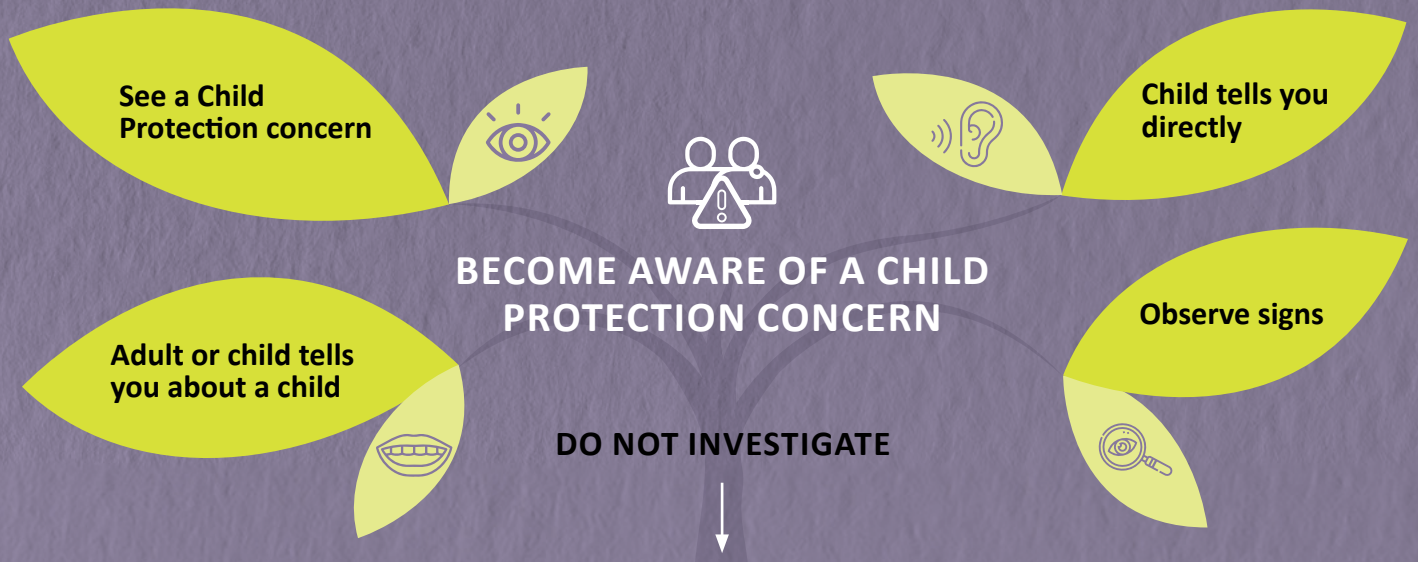 See a Child
Protection concern
Child tells you
directly
BECOME AWARE OF A CHILD
PROTECTION CONCERN
Adult or child tells
you about a child
Observe signs
DO NOT INVESTIGATE